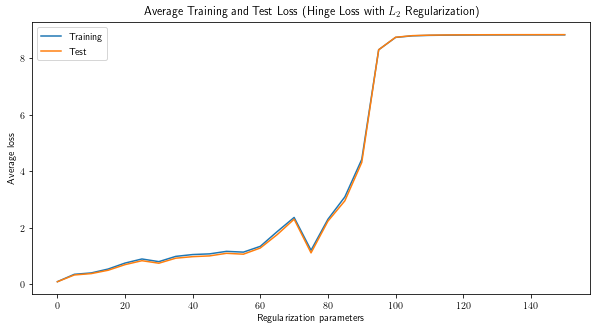 Average Training and Test Loss (Hinge Loss with L₂ Regularization)
Training
Test
8
6
4
2
0
Average loss
0 20 40 60 80 100 120 140
Regularization parameters